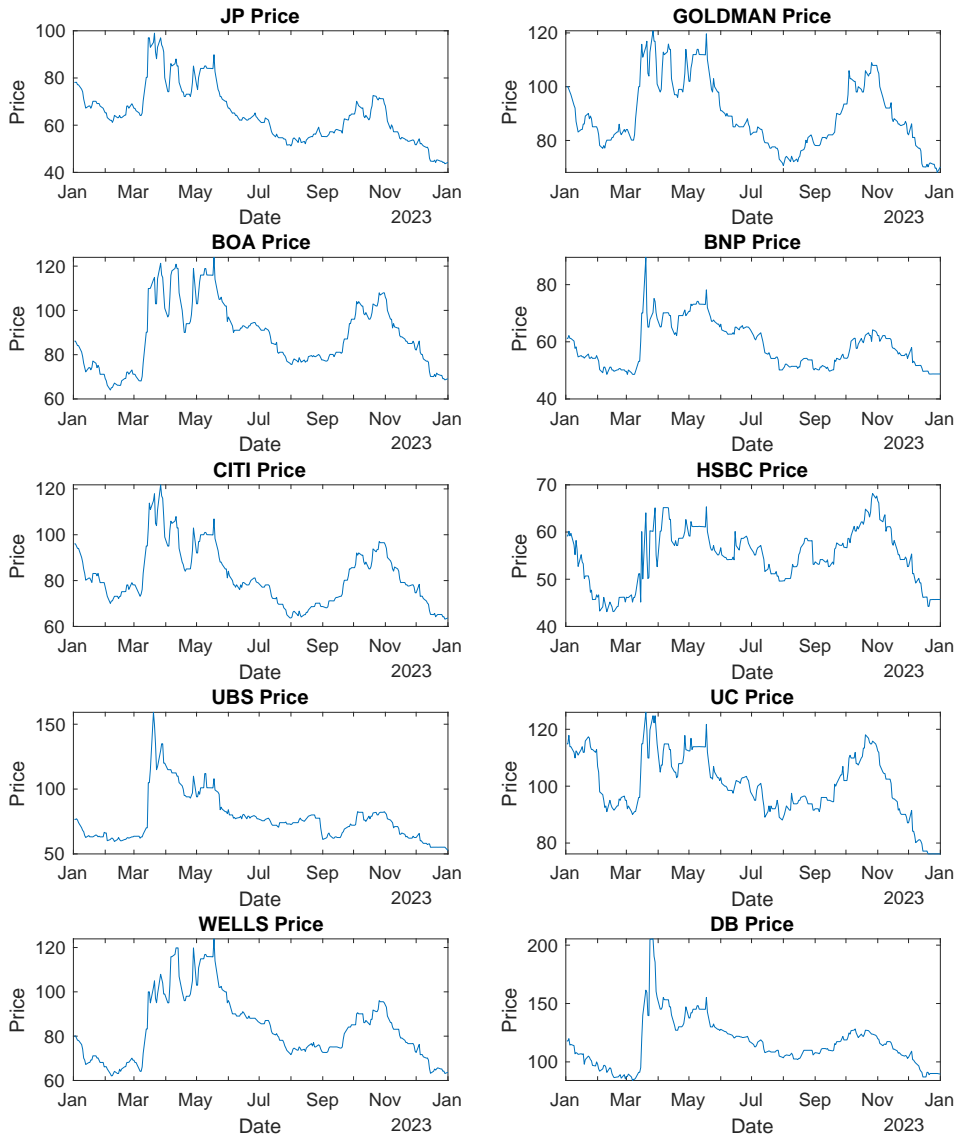 JP Price
100
80
60
40
Price
Jan Mar May Jul Sep Nov Jan
Date
2023
GOLDMAN Price
120
100
80
Price
Jan Mar May Jul Sep Nov Jan
Date
2023
BOA Price
120
100
80
60
Price
Jan Mar May Jul Sep Nov Jan
Date
2023
BNP Price
80
60
40
Price
Jan Mar May Jul Sep Nov Jan
Date
2023
CITI Price
120
100
80
60
Price
Jan Mar May Jul Sep Nov Jan
Date
2023
HSBC Price
70
60
50
40
Price
Jan Mar May Jul Sep Nov Jan
Date
2023
UBS Price
150
100
50
Price
Jan Mar May Jul Sep Nov Jan
Date
2023
UC Price
120
100
80
Price
Jan Mar May Jul Sep Nov Jan
Date
2023
WELLS Price
120
100
80
60
Price
Jan Mar May Jul Sep Nov Jan
Date
2023
DB Price
200
150
100
Price
Jan Mar May Jul Sep Nov Jan
Date
2023